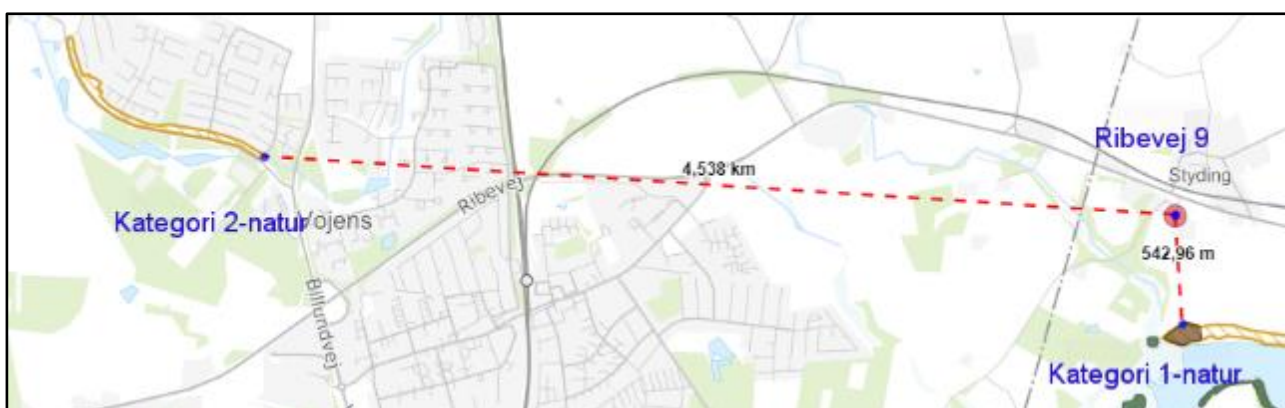 Ribevej 9
4,538 km
Styding
Ribevej
Kategori 2-natur
Vojens
542,96 m
Billundvej
Kategori 1-natur